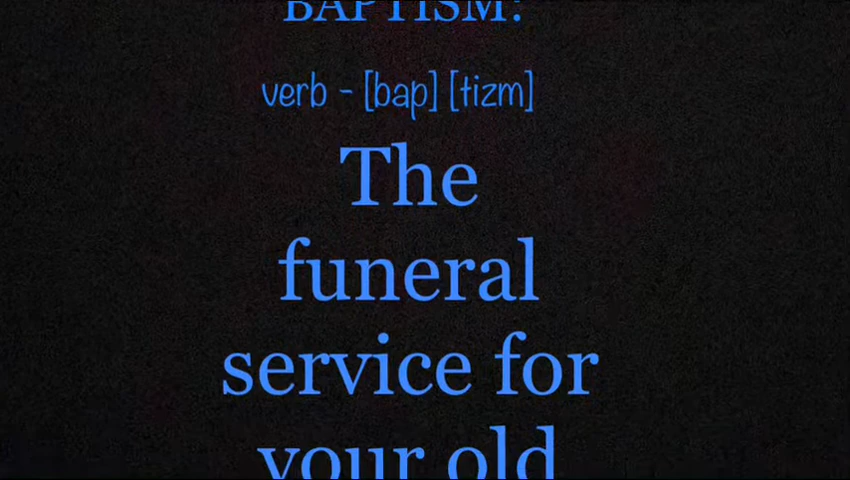 BAPTISM:
verb - [bap] [tizm]
The
funeral
service for
your old